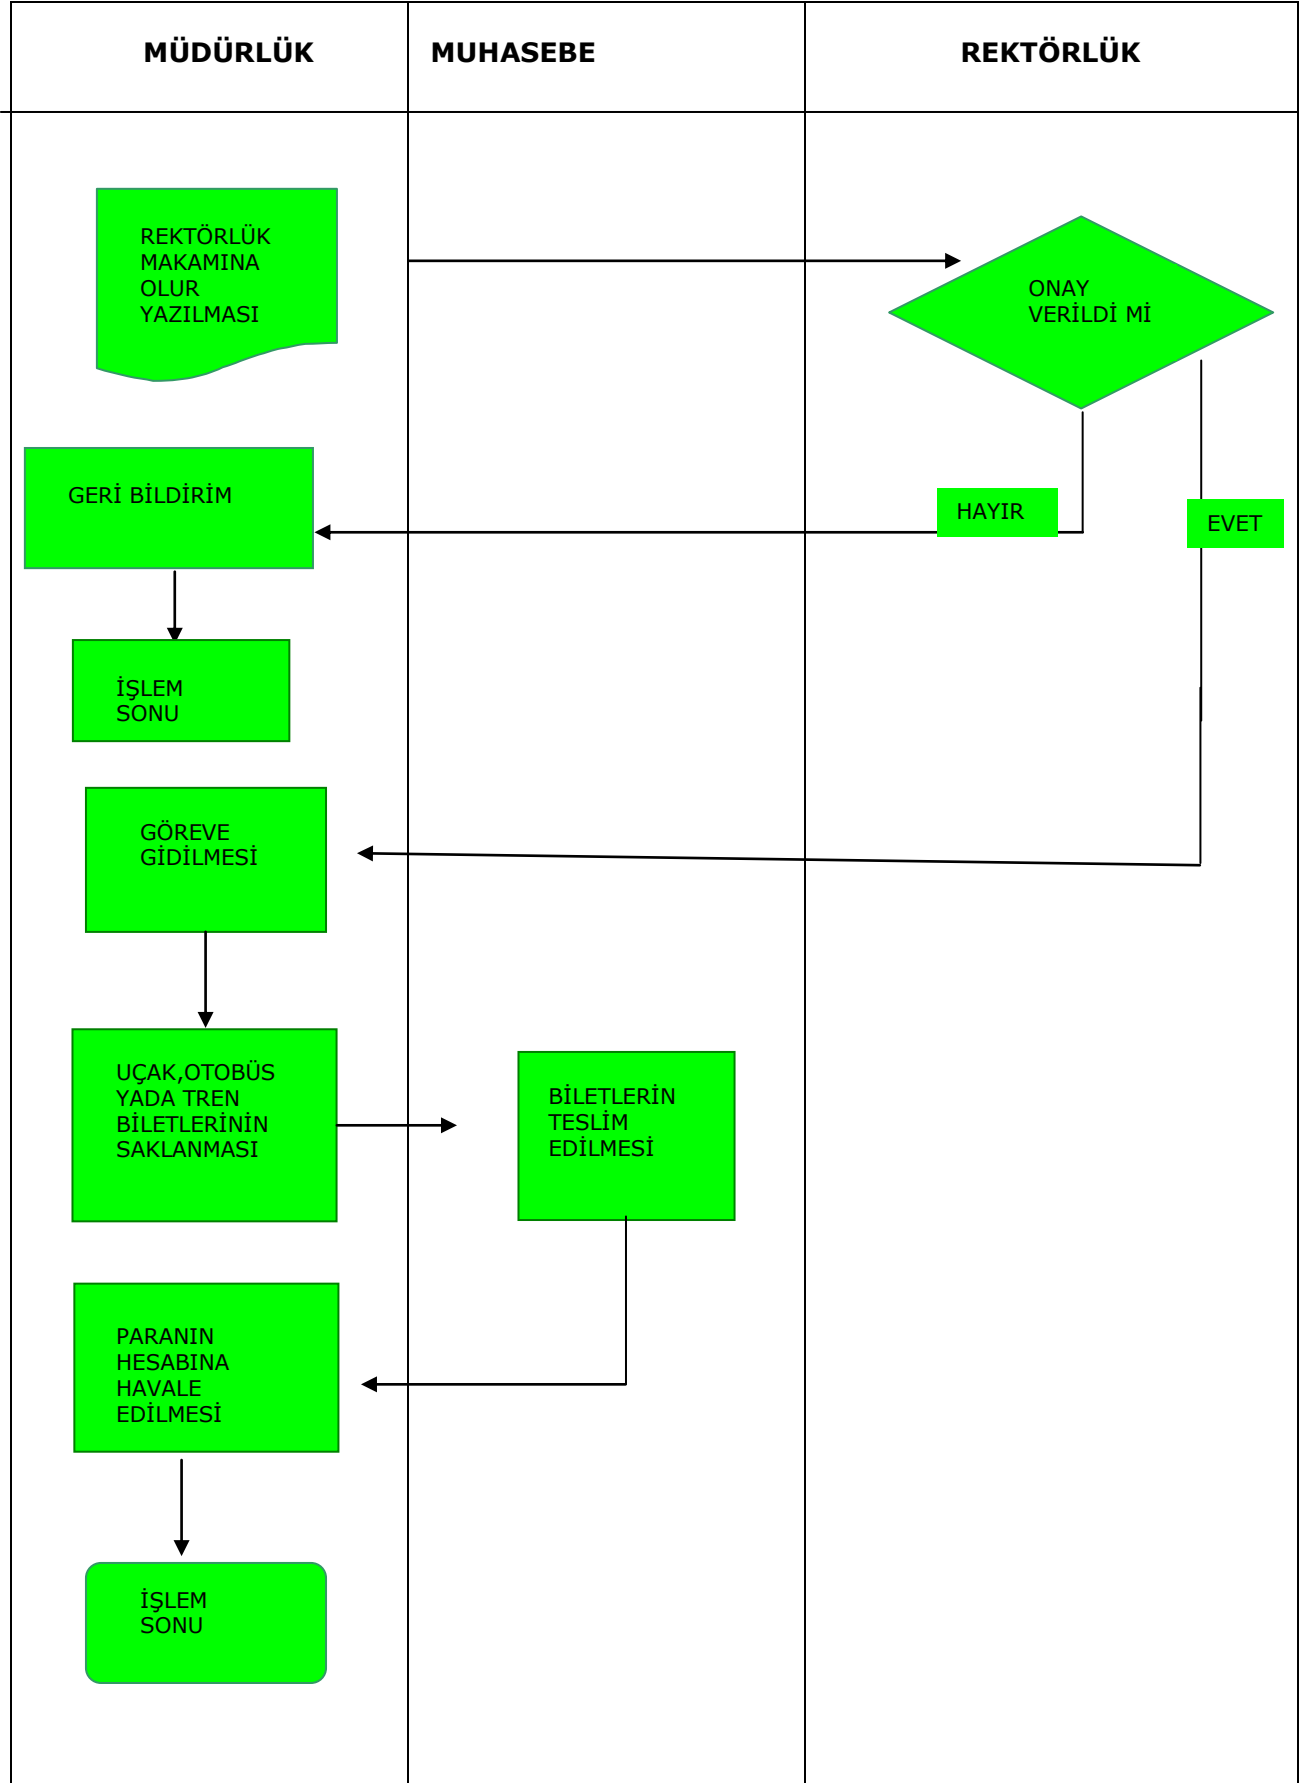 MÜDÜRLÜK
MUHASEBE
REKTÖRLÜK
REKTÖRLÜK
MAKAMINA
OLUR
YAZILMASI
ONAY
VERİLDİ Mİ
GERİ BİLDİRİM
HAYIR
EVET
İŞLEM
SONU
GÖREVE
GİDİLMESİ
UÇAK,OTOBÜS
YADA TREN
BİLETLERİNİN
SAKLANMASI
BİLETLERİN
TESLİM
EDİLMESİ
PARANIN
HESABINA
HAVALE
EDİLMESİ
İŞLEM
SONU